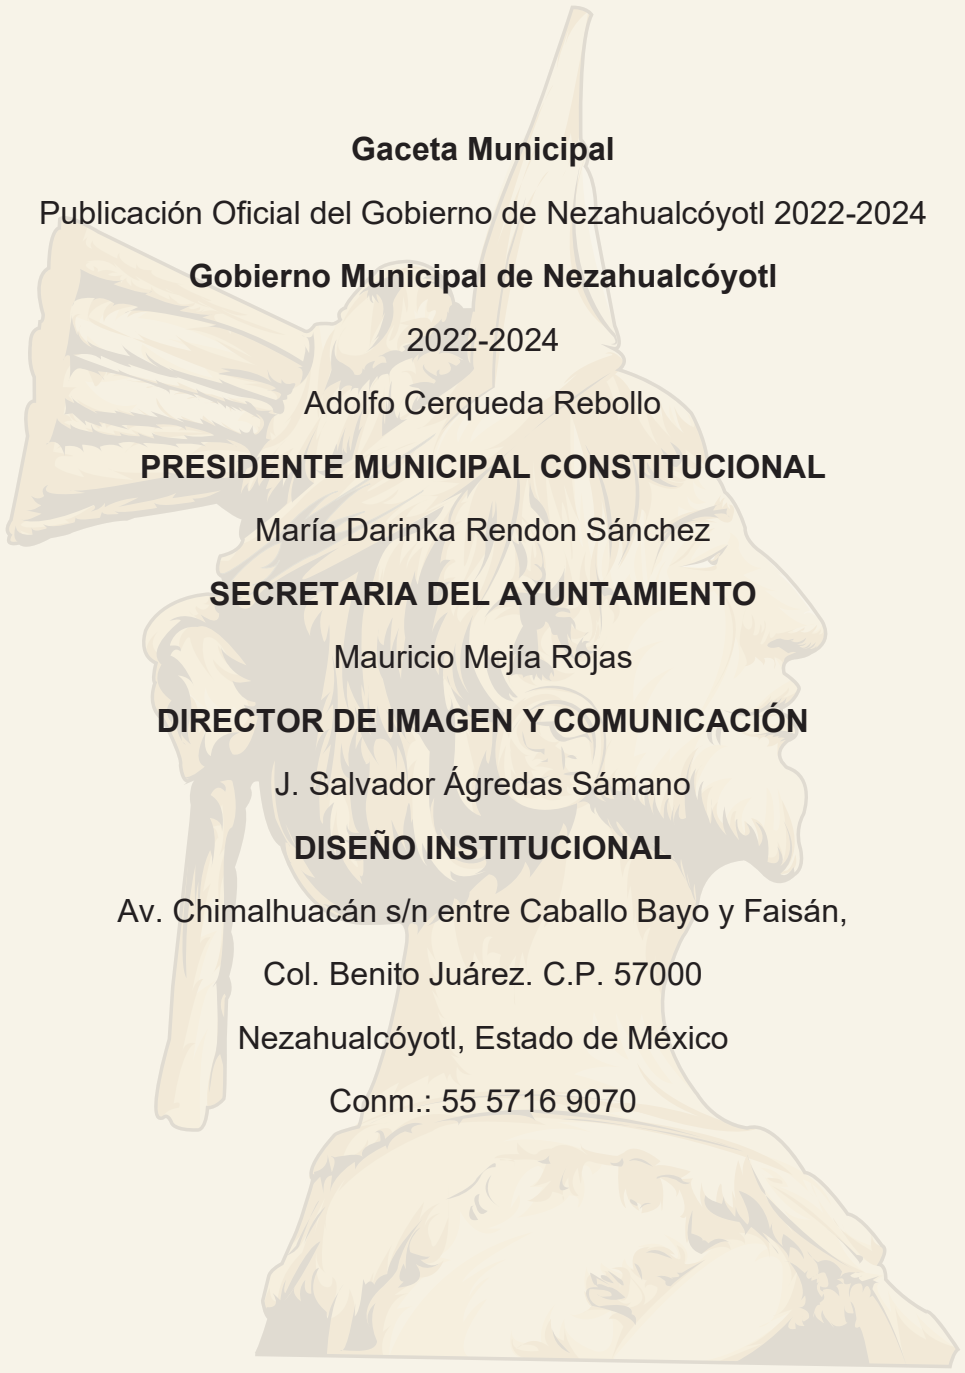 Gaceta Municipal
Publicación Oficial del Gobierno de Nezahualcóyotl 2022-2024
Gobierno Municipal de Nezahualcóyotl
2022-2024
Adolfo Cerqueda Rebollo
PRESIDENTE MUNICIPAL CONSTITUCIONAL
María Darinka Rendon Sánchez
SECRETARIA DEL AYUNTAMIENTO
Mauricio Mejía Rojas
DIRECTOR DE IMAGEN Y COMUNICACIÓN
J. Salvador Ágredas Sámano
DISEÑO INSTITUCIONAL
Av. Chimalhuacán s/n entre Caballo Bayo y Faisán,
Col. Benito Juárez. C.P. 57000
Nezahualcóyotl, Estado de México
Conm.: 55 5716 9070